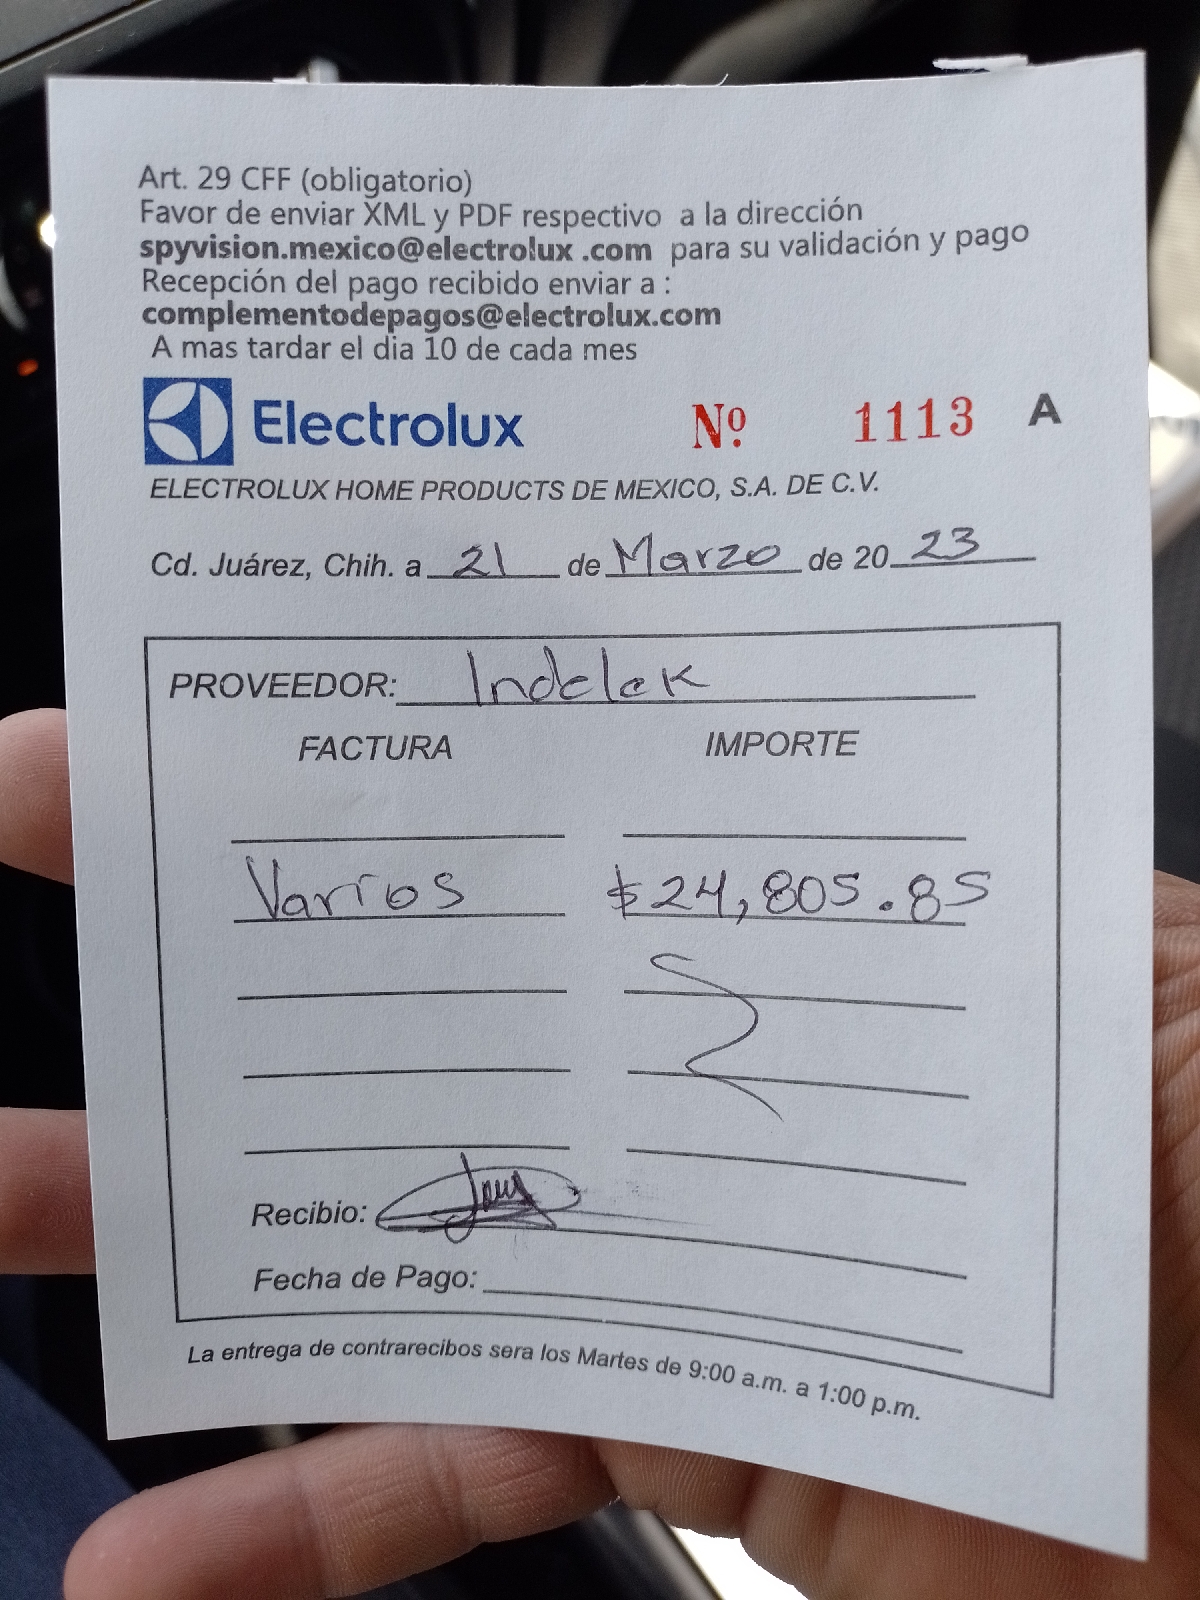 Art. 29 CFF (obligatorio)
Favor de enviar XML y PDF respectivo a la dirección
spyvision.mexico@electrolux .com para su validación y pago
Recepción del pago recibido enviar a :
complementodepagos@electrolux.com
A mas tardar el dia 10 de cada mes
Electrolux Nº 1113 A
ELECTROLUX HOME PRODUCTS DE MEXICO, S.A. DE C.V.
Cd. Juárez, Chih. a 21 de Marzo de 20 23
PROVEEDOR: Indelek
FACTURA IMPORTE
Varios $24,805.85
Recibio:
Fecha de Pago:
La entrega de contrarecibos sera los Martes de 9:00 a.m. a 1:00 p.m.